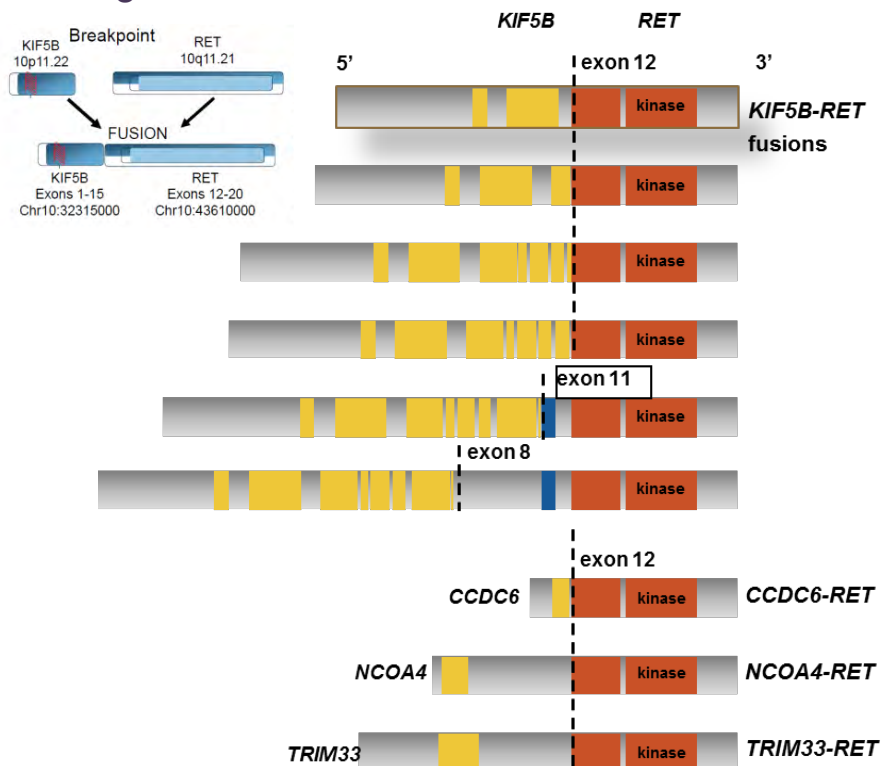 KIF5B RET
Breakpoint
KIF5B
10p11.22
RET
10q11.21
FUSION
KIF5B
Exons 1-15
Chr10:32315000
RET
Exons 12-20
Chr10:43610000
5’ exon 12 3’
kinase KIF5B-RET
fusions
kinase
kinase
kinase
exon 11
kinase
exon 8
kinase
exon 12
CCDC6 kinase CCDC6-RET
NCOA4 kinase NCOA4-RET
TRIM33 kinase TRIM33-RET